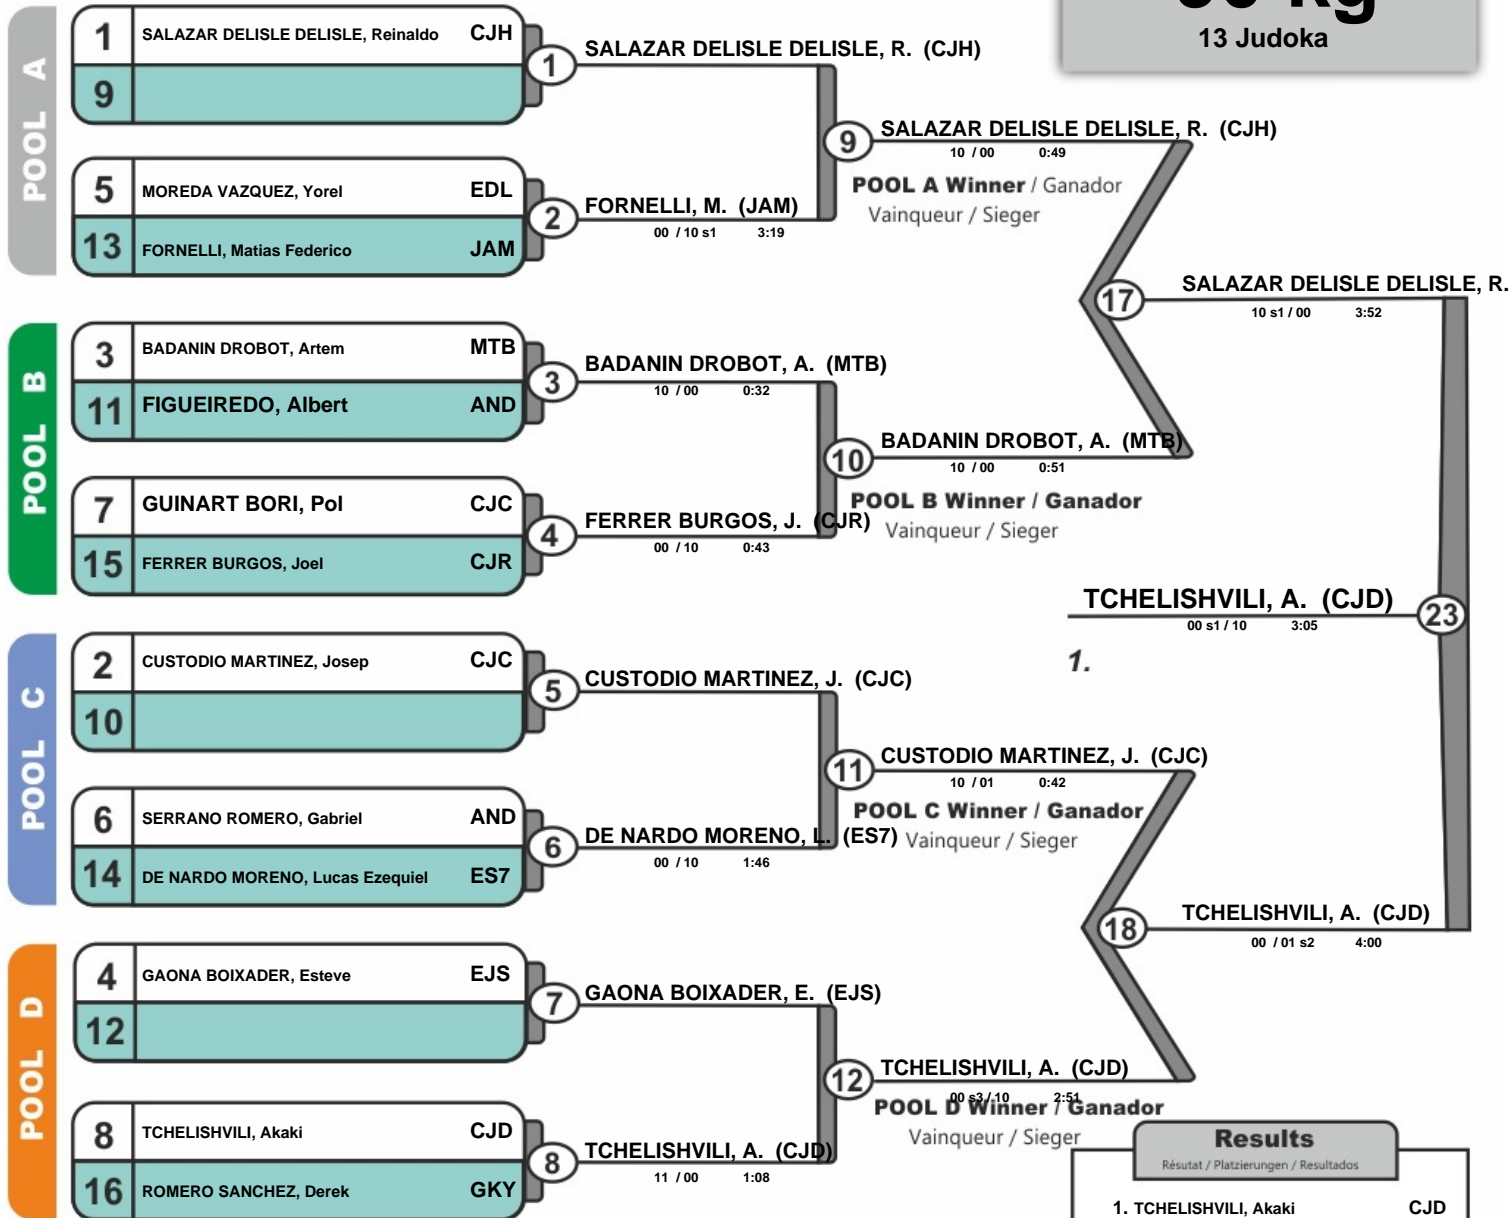 13 Judoka
POOL A
1 SALAZAR DELISLE DELISLE, Reinaldo CJH
9
1
SALAZAR DELISLE DELISLE, R. (CJH)
5 MOREDA VAZQUEZ, Yorel EDL
13 FORNELLI, Matias Federico JAM
2
FORNELLI, M. (JAM)
00 / 10 s1 3:19
9
SALAZAR DELISLE DELISLE, R. (CJH)
10 / 00 0:49
POOL A Winner / Ganador
Vainqueur / Sieger
POOL B
3 BADANIN DROBOT, Artem MTB
11 FIGUEIREDO, Albert AND
3
BADANIN DROBOT, A. (MTB)
10 / 00 0:32
7 GUINART BORI, Pol CJC
15 FERRER BURGOS, Joel CJR
4
FERRER BURGOS, J. (CJR)
00 / 10 0:43
10
BADANIN DROBOT, A. (MTB)
10 / 00 0:51
POOL B Winner / Ganador
Vainqueur / Sieger
17
SALAZAR DELISLE DELISLE, R.
10 s1 / 00 3:52
TCHELISHVILI, A. (CJD)
23
00 s1 / 10 3:05
1.
POOL C
2 CUSTODIO MARTINEZ, Josep CJC
10
5
CUSTODIO MARTINEZ, J. (CJC)
6 SERRANO ROMERO, Gabriel AND
14 DE NARDO MORENO, Lucas Ezequiel ES7
6
DE NARDO MORENO, L. (ES7)
00 / 10 1:46
11
CUSTODIO MARTINEZ, J. (CJC)
10 / 01 0:42
POOL C Winner / Ganador
Vainqueur / Sieger
18
TCHELISHVILI, A. (CJD)
00 / 01 s2 4:00
POOL D
4 GAONA BOIXADER, Esteve EJS
12
7
GAONA BOIXADER, E. (EJS)
8 TCHELISHVILI, Akaki CJD
16 ROMERO SANCHEZ, Derek GKY
8
TCHELISHVILI, A. (CJD)
11 / 00 1:08
12
TCHELISHVILI, A. (CJD)
00 s3 / 10 2:51
POOL D Winner / Ganador
Vainqueur / Sieger
Results
Résutat / Platzierungen / Resultados
1. TCHELISHVILI, Akaki CJD